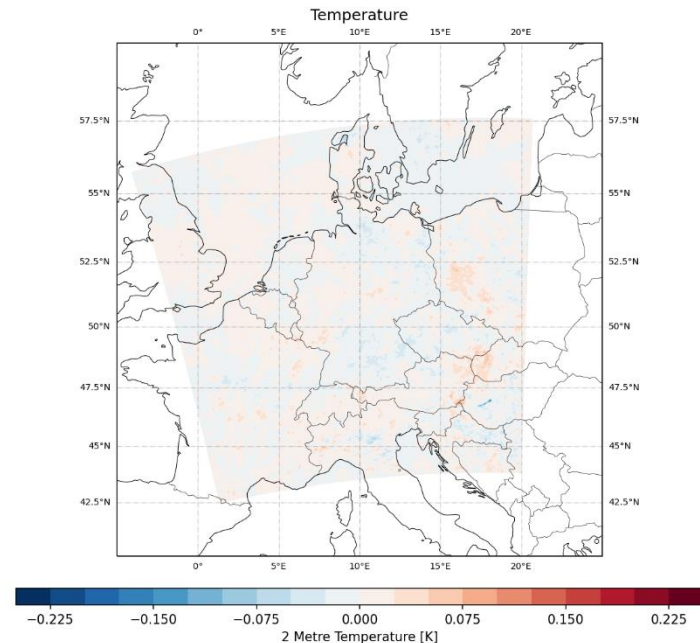 Temperature
0° 5°E 10°E 15°E 20°E
57.5°N 57.5°N
55°N 55°N
52.5°N 52.5°N
50°N 50°N
47.5°N 47.5°N
45°N 45°N
42.5°N 42.5°N
0° 5°E 10°E 15°E 20°E
−0.225 −0.150 −0.075 0.000 0.075 0.150 0.225
2 Metre Temperature [K]